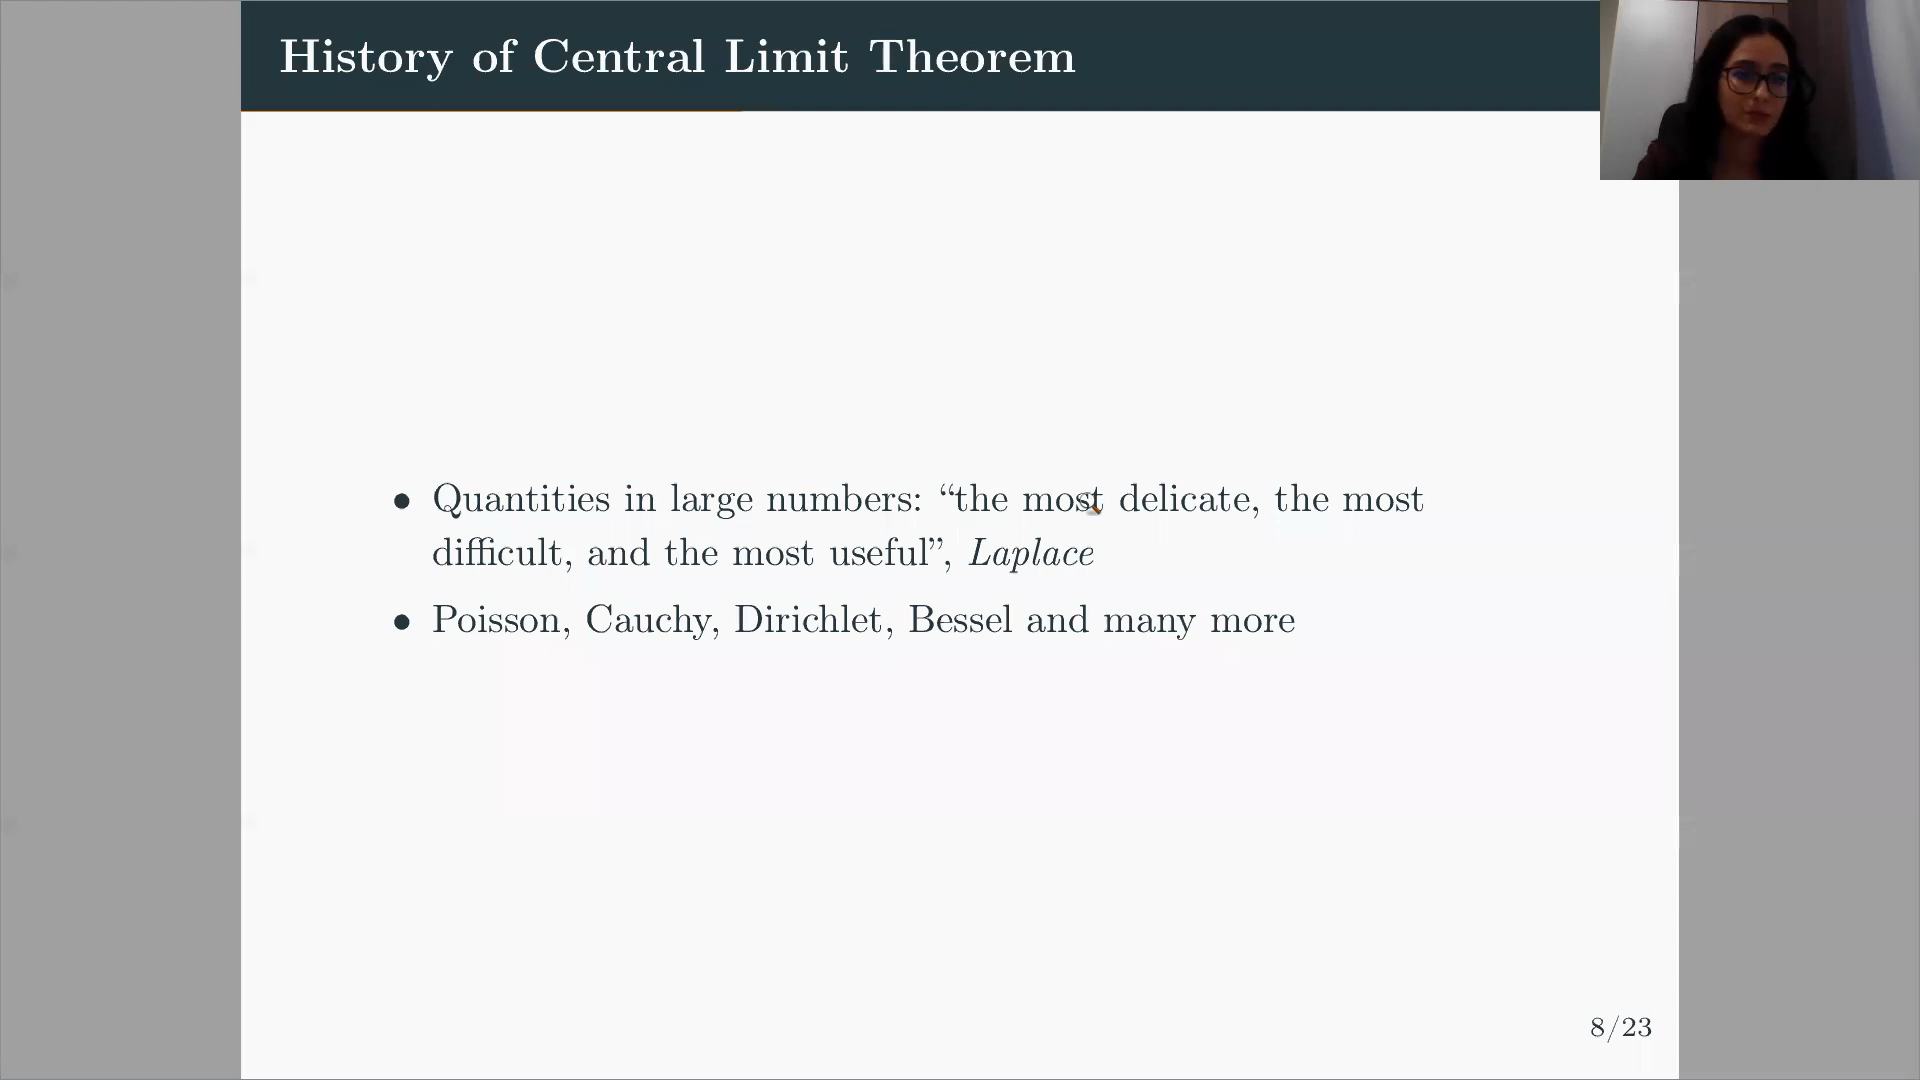 History of Central Limit Theorem
• Quantities in large numbers: “the most delicate, the most
difficult, and the most useful”, Laplace
• Poisson, Cauchy, Dirichlet, Bessel and many more
8/23